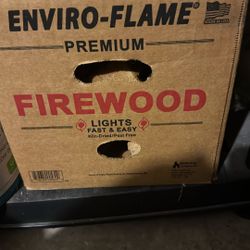 ENVIRO-FLAME®
PREMIUM
FIREWOOD
LIGHTS
FAST & EASY
Kiln-Dried/Pest Free